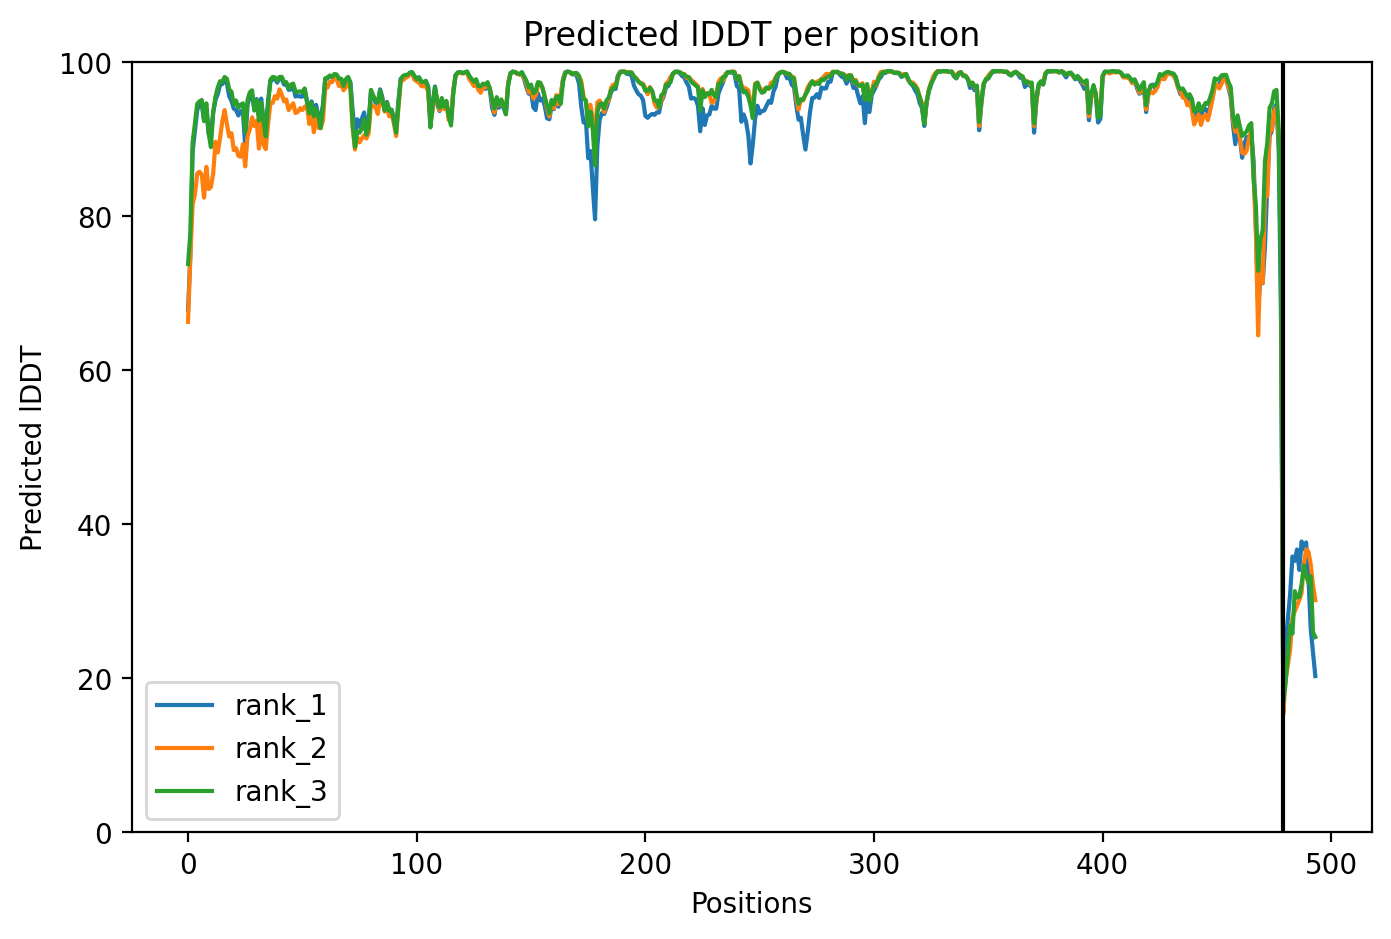 Predicted lDDT per position
Predicted lDDT
100
80
60
40
20
0
rank_1
rank_2
rank_3
0 100 200 300 400 500
Positions